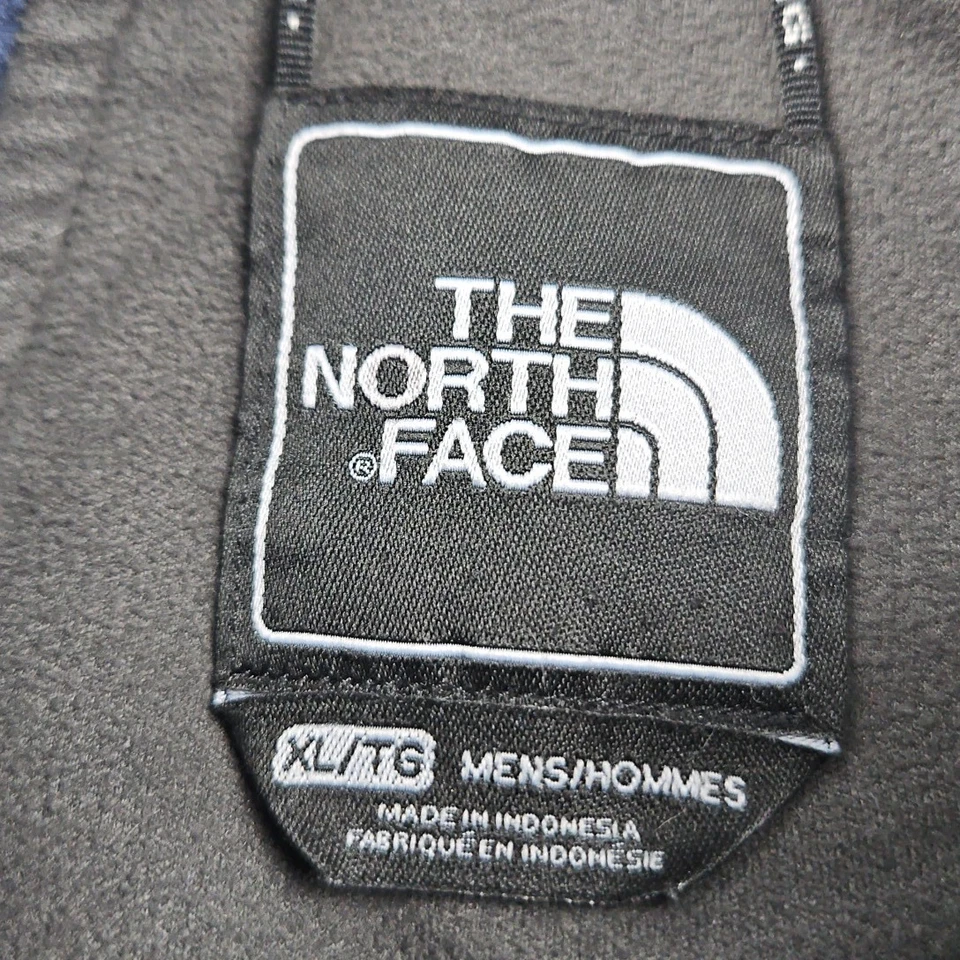 THE
NORTH
®FACE
XL/TG MENS/HOMMES
MADE IN INDONESIA
FABRIQUÉ EN INDONÉSIE